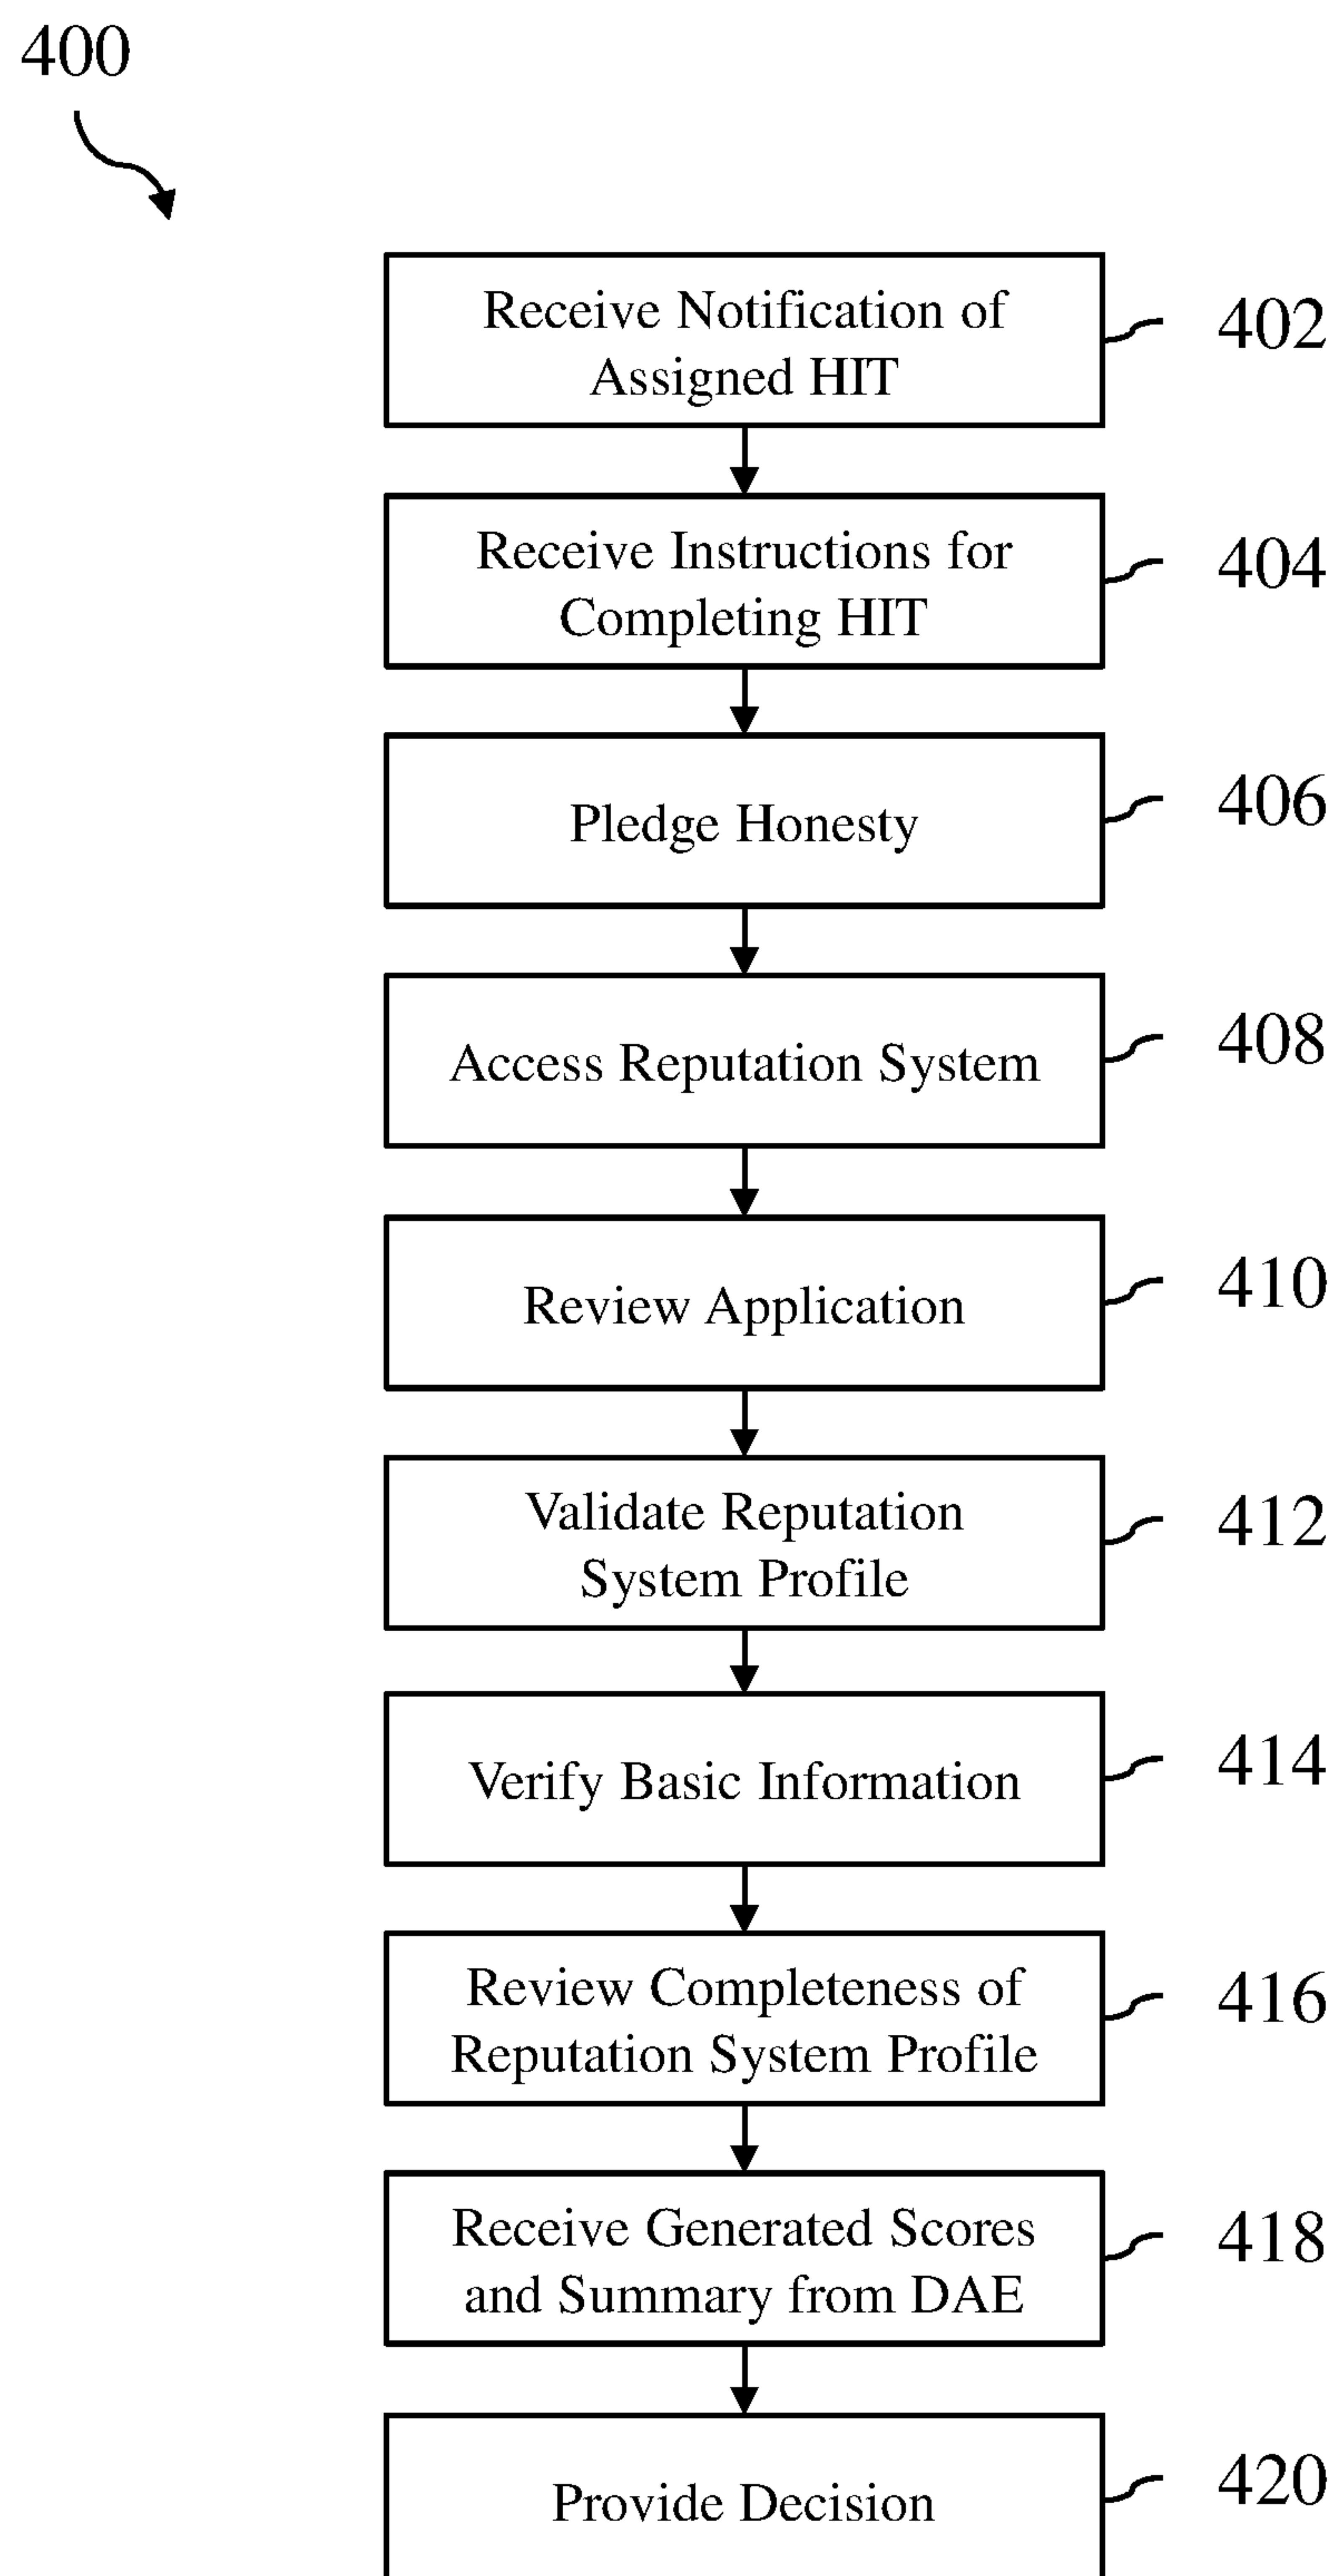 400
Receive Notification of
Assigned HIT
402
Receive Instructions for
Completing HIT
404
Pledge Honesty
406
Access Reputation System
408
Review Application
410
Validate Reputation
System Profile
412
Verify Basic Information
414
Review Completeness of
Reputation System Profile
416
Receive Generated Scores
and Summary from DAE
418
Provide Decision
420